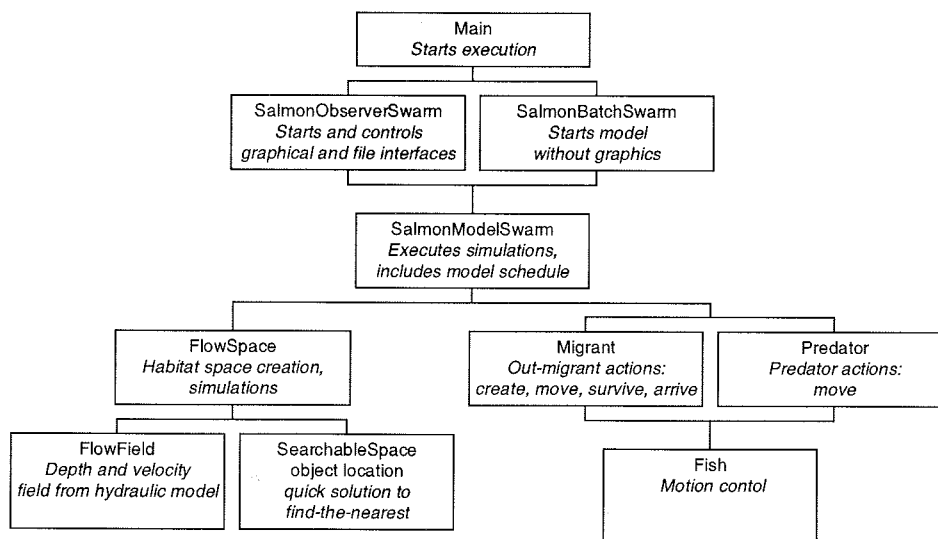 Main
Starts execution
SalmonObserverSwarm
Starts and controls
graphical and file interfaces
SalmonBatchSwarm
Starts model
without graphics
SalmonModelSwarm
Executes simulations,
includes model schedule
FlowSpace
Habitat space creation,
simulations
Migrant
Out-migrant actions:
create, move, survive, arrive
Predator
Predator actions:
move
FlowField
Depth and velocity
field from hydraulic model
SearchableSpace
object location
quick solution to
find-the-nearest
Fish
Motion contol